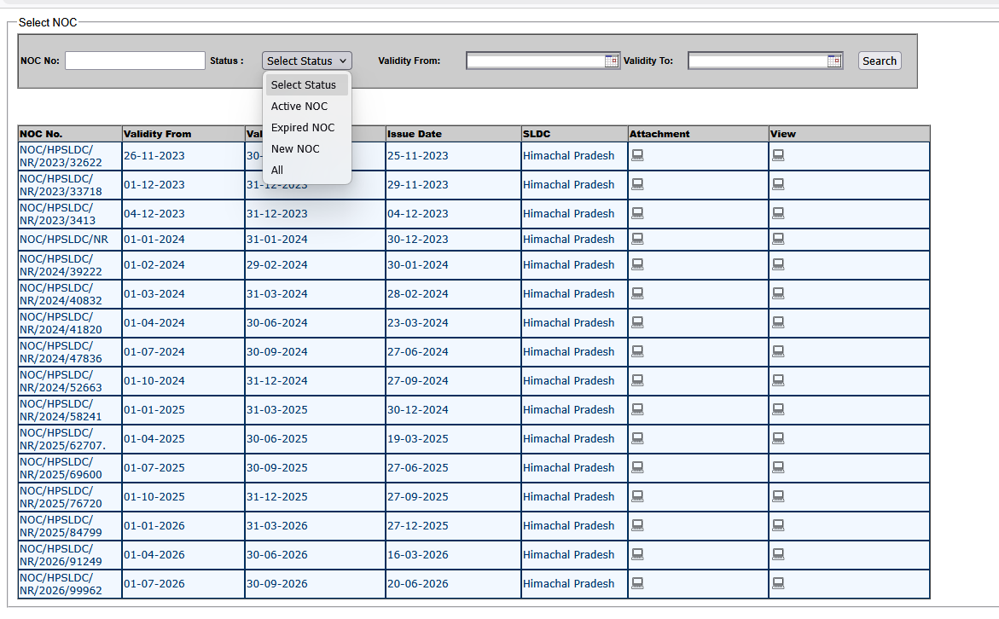 Select NOC
NOC No: Status : Select Status Validity From: Validity To: Search
Select Status
Active NOC
Expired NOC
New NOC
All
NOC No. Validity From Val Issue Date SLDC Attachment View
NOC/HPSLDC/
NR/2023/32622 26-11-2023 30- 25-11-2023 Himachal Pradesh
NOC/HPSLDC/
NR/2023/33718 01-12-2023 31-12-2023 29-11-2023 Himachal Pradesh
NOC/HPSLDC/
NR/2023/3413 04-12-2023 31-12-2023 04-12-2023 Himachal Pradesh
NOC/HPSLDC/NR 01-01-2024 31-01-2024 30-12-2023 Himachal Pradesh
NOC/HPSLDC/
NR/2024/39222 01-02-2024 29-02-2024 30-01-2024 Himachal Pradesh
NOC/HPSLDC/
NR/2024/40832 01-03-2024 31-03-2024 28-02-2024 Himachal Pradesh
NOC/HPSLDC/
NR/2024/41820 01-04-2024 30-06-2024 23-03-2024 Himachal Pradesh
NOC/HPSLDC/
NR/2024/47836 01-07-2024 30-09-2024 27-06-2024 Himachal Pradesh
NOC/HPSLDC/
NR/2024/52663 01-10-2024 31-12-2024 27-09-2024 Himachal Pradesh
NOC/HPSLDC/
NR/2024/58241 01-01-2025 31-03-2025 30-12-2024 Himachal Pradesh
NOC/HPSLDC/
NR/2025/62707. 01-04-2025 30-06-2025 19-03-2025 Himachal Pradesh
NOC/HPSLDC/
NR/2025/69600 01-07-2025 30-09-2025 27-06-2025 Himachal Pradesh
NOC/HPSLDC/
NR/2025/76720 01-10-2025 31-12-2025 27-09-2025 Himachal Pradesh
NOC/HPSLDC/
NR/2025/84799 01-01-2026 31-03-2026 27-12-2025 Himachal Pradesh
NOC/HPSLDC/
NR/2026/91249 01-04-2026 30-06-2026 16-03-2026 Himachal Pradesh
NOC/HPSLDC/
NR/2026/99962 01-07-2026 30-09-2026 20-06-2026 Himachal Pradesh